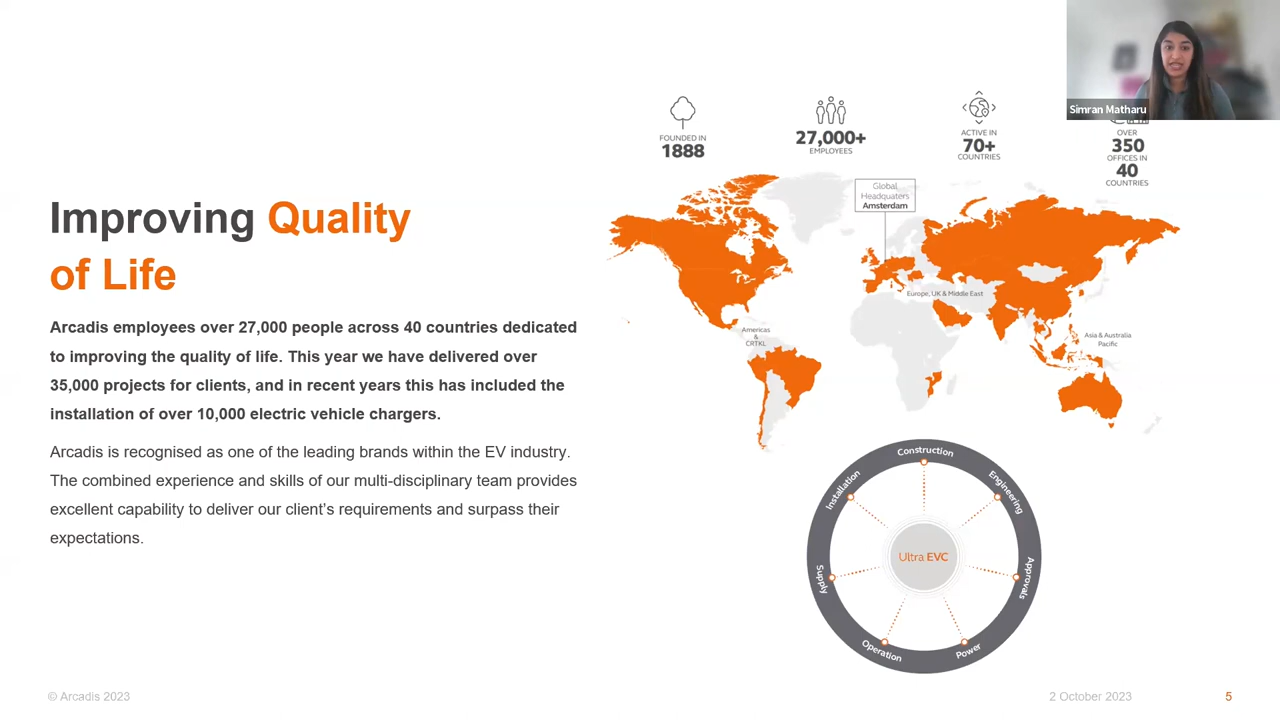 Simran Matharu
FOUNDED IN
1888
27,000+
EMPLOYEES
ACTIVE IN
70+
COUNTRIES
OVER
350
OFFICES IN
40
COUNTRIES
Improving Quality
of Life
Arcadis employees over 27,000 people across 40 countries dedicated
to improving the quality of life. This year we have delivered over
35,000 projects for clients, and in recent years this has included the
installation of over 10,000 electric vehicle chargers.
Arcadis is recognised as one of the leading brands within the EV industry.
The combined experience and skills of our multi-disciplinary team provides
excellent capability to deliver our client's requirements and surpass their
expectations.
Global
Headquaters
Amsterdam
Europe, UK & Middle East
Americas
&
CRTKL
Asia & Australia
Pacific
Construction
Engineering
Approvals
Power
Operation
Supply
Installation
Ultra EVC
© Arcadis 2023
2 October 2023
5